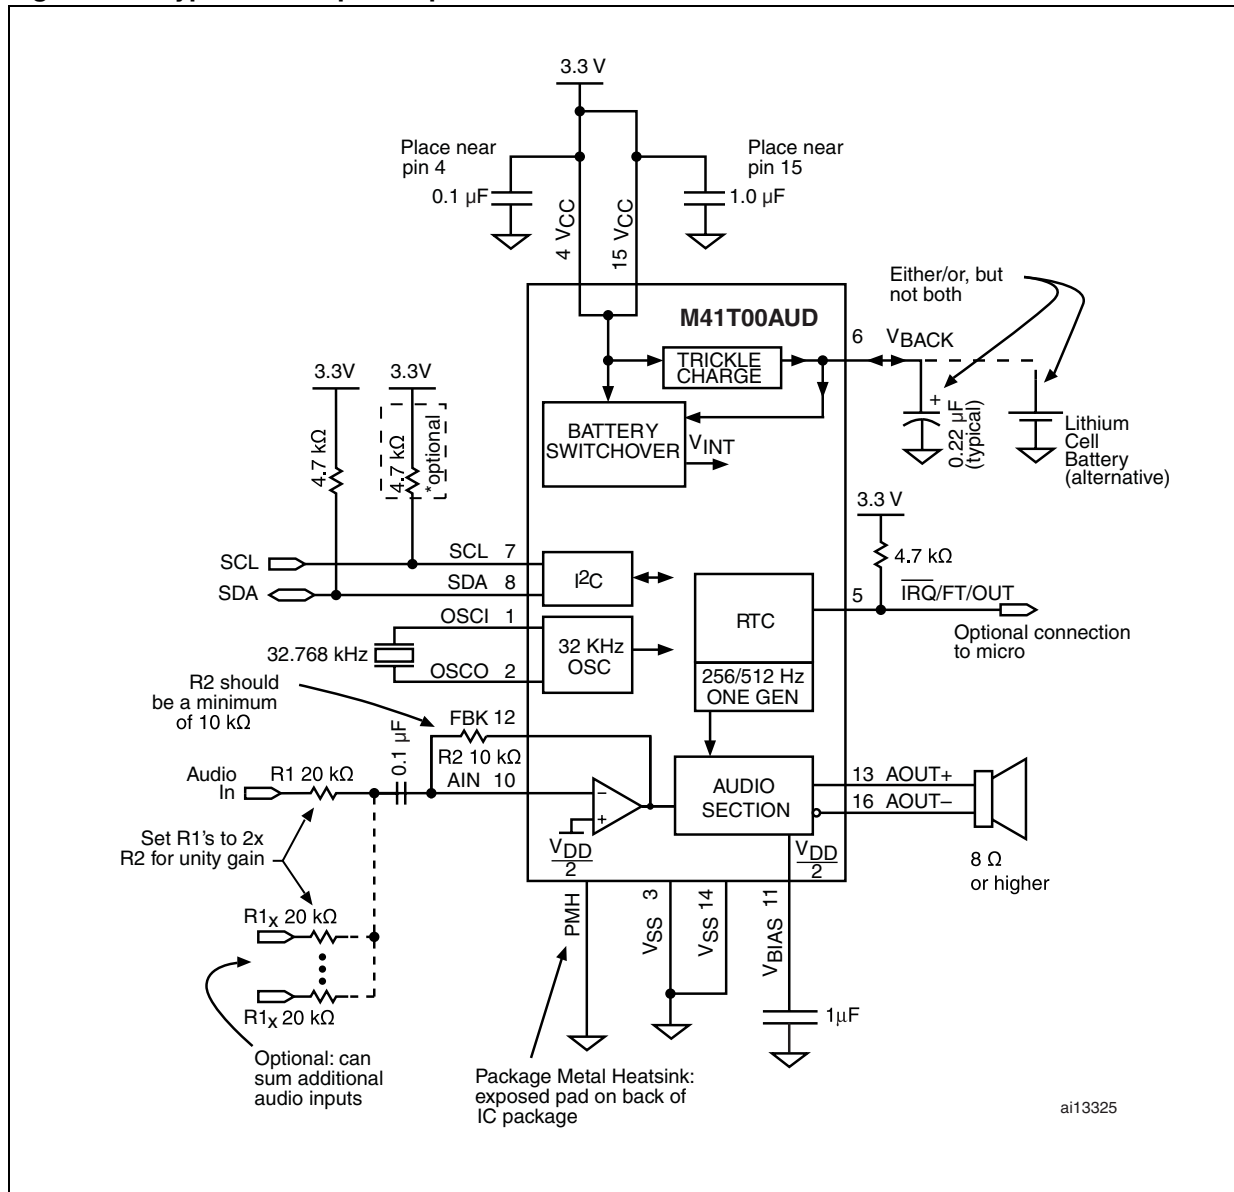 3.3 V
Place near
pin 4
0.1 µF
Place near
pin 15
1.0 µF
4 VCC
15 VCC
M41T00AUD
Either/or, but
not both
6 VBACK
TRICKLE
CHARGE
3.3V
3.3V
4.7 kΩ
4.7 kΩ
*optional
BATTERY
SWITCHOVER
VINT
+
0.22 µF
(typical)
Lithium
Cell
Battery
(alternative)
3.3 V
4.7 kΩ
SCL
SCL 7
SDA
SDA 8
I2C
5 IRQ/FT/OUT
Optional connection
to micro
RTC
256/512 Hz
ONE GEN
OSCI 1
32.768 kHz
OSCO 2
32 KHz
OSC
R2 should
be a minimum
of 10 kΩ
FBK 12
R2 10 kΩ
0.1 µF
Audio
In
R1 20 kΩ
AIN 10
−
+
VDD
2
AUDIO
SECTION
13 AOUT+
16 AOUT−
8 Ω
or higher
VDD
2
Set R1's to 2x
R2 for unity gain
R1X 20 kΩ
R1X 20 kΩ
Optional: can
sum additional
audio inputs
PMH
VSS 3
VSS 14
VBIAS 11
1µF
Package Metal Heatsink:
exposed pad on back of
IC package
ai13325